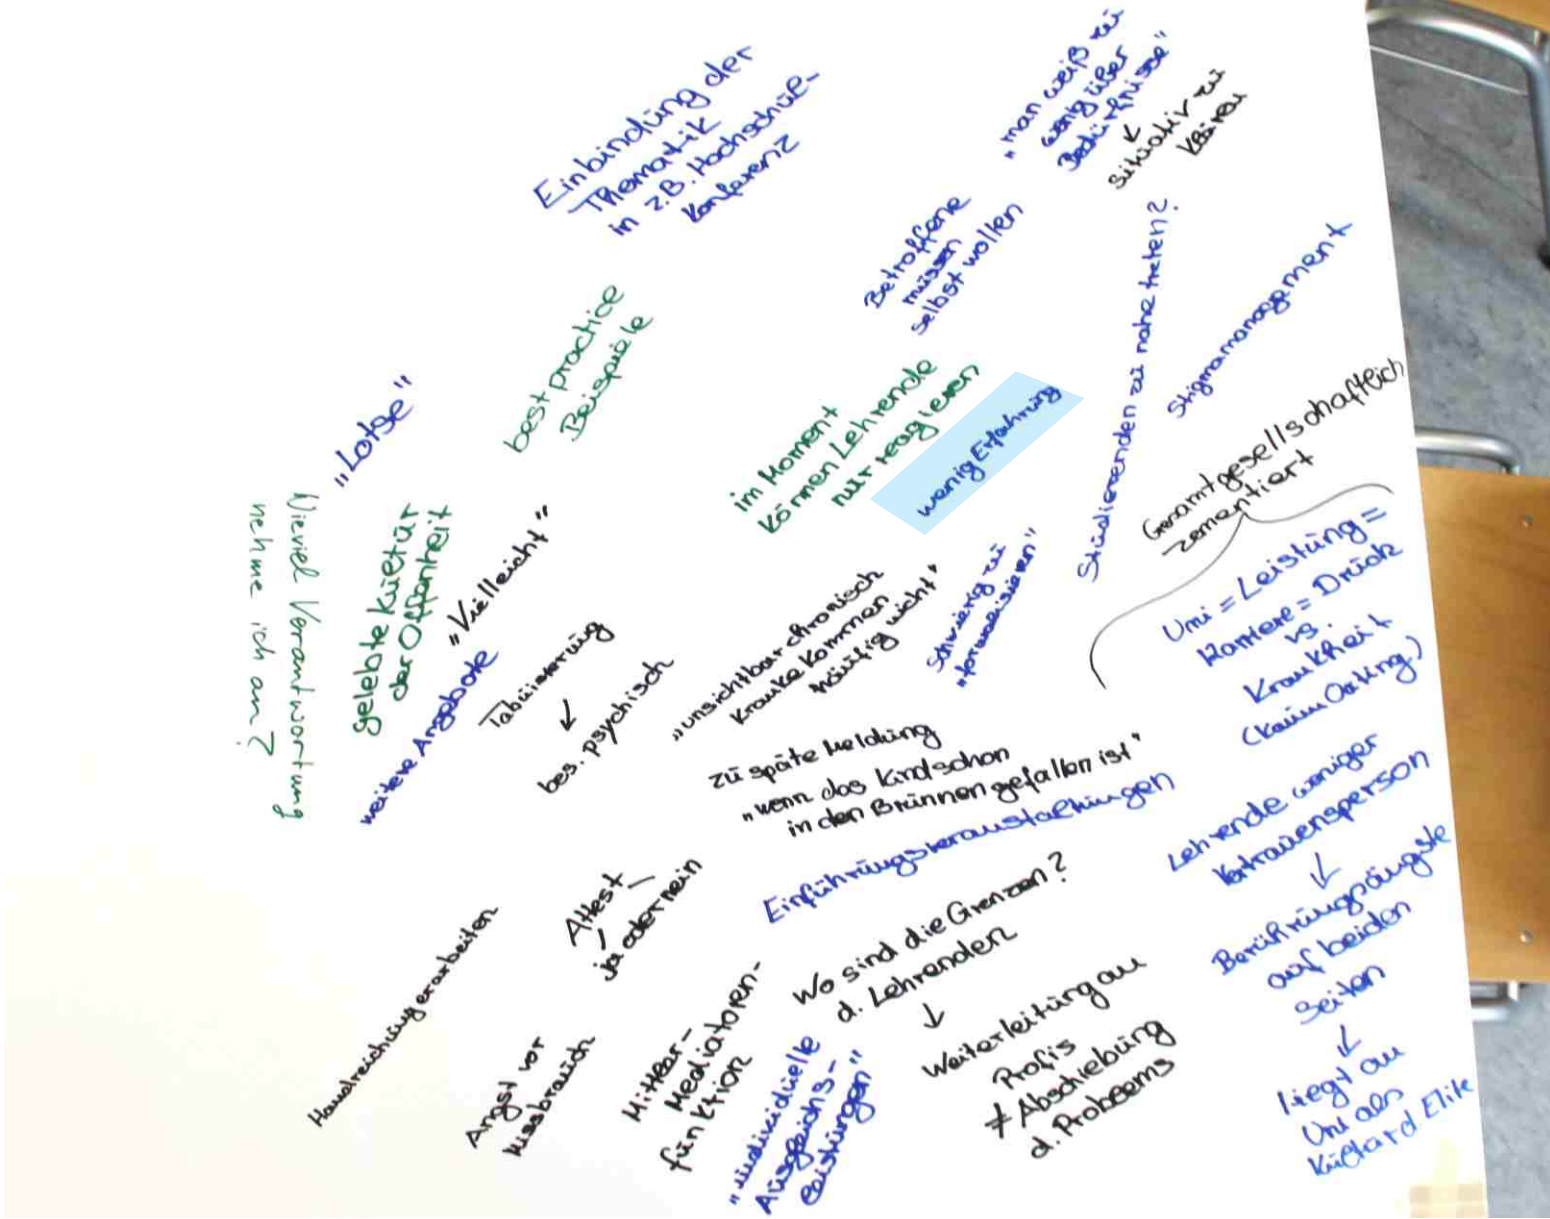 Einbindung der
Thematik
in z.B. Hochschul-
konferenz
„man weiß zu
wenig über
Bedürfnisse"
↙
situativ zu
klären
Betroffene
müssen
selbst wollen
Studierenden zu nahe treten?
Stigmamanagement
best practice
Beispiele
„Lotse"
im Moment
können Lehrende
nur reagieren
wenig Erfahrung
Gesamtgesellschaftlich
zementiert
Uni = Leistung =
Karriere = Druck
vs.
Krankheit
(kaum Outing)
Wieviel Verantwortung
nehme ich an?
gelebte Kultur
der Offenheit
„Vielleicht"
weitere Angebote
Tabuisierung
↙
bes. psychisch
„unsichtbar chronisch
Kranke kommen
häufig nicht"
Schwierig zu
„formalisieren"
zu späte Meldung
„wenn das Kind schon
in den Brunnen gefallen ist"
Einführungsveranstaltungen
Lehrende weniger
Vertrauensperson
↓
Berührungsängste
auf beiden
Seiten
↓
liegt an
Uni als
Elite
Attest
ja oder nein
Handreichung erarbeiten
Angst vor
Missbrauch
Mittler-
Mediatoren-
funktion
„individuelle
Ausgleichs-
leistungen"
Wo sind die Grenzen?
d. Lehrenden
↓
Weiterleitung an
Profis
≠ Abschiebung
d. Problems